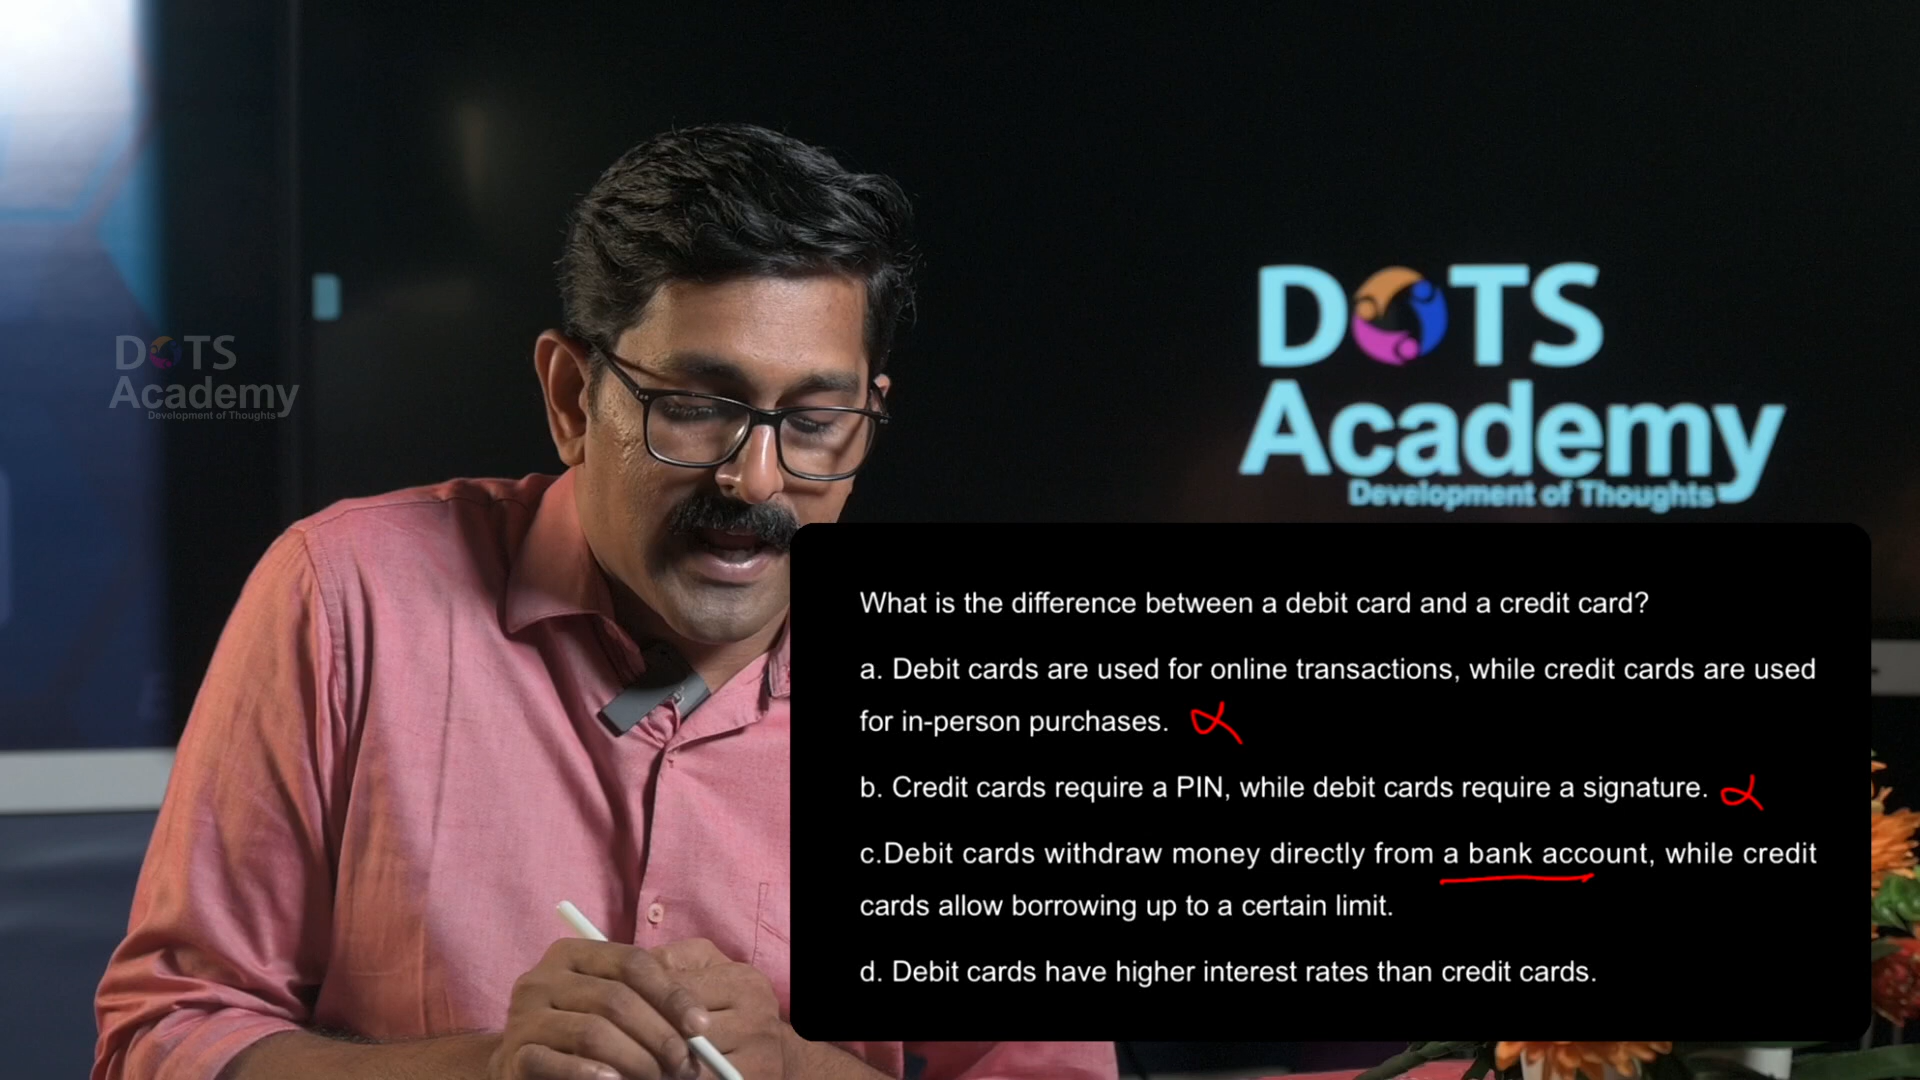 DOTS
Academy
Development of Thoughts
DOTS
Academy
Development of Thoughts
What is the difference between a debit card and a credit card?
a. Debit cards are used for online transactions, while credit cards are used
for in-person purchases.
b. Credit cards require a PIN, while debit cards require a signature.
c.Debit cards withdraw money directly from a bank account, while credit
cards allow borrowing up to a certain limit.
d. Debit cards have higher interest rates than credit cards.